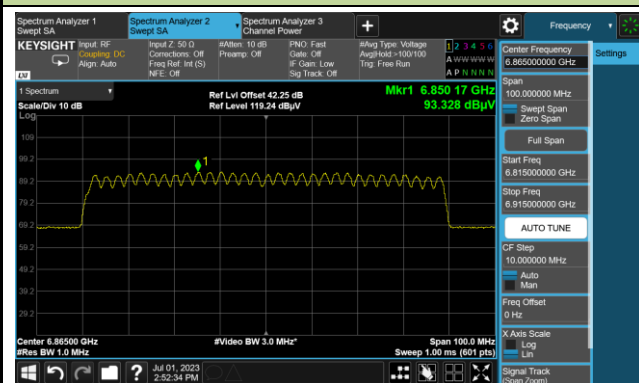 Spectrum Analyzer 1
Swept SA
Spectrum Analyzer 2
Swept SA
Spectrum Analyzer 3
Channel Power
+
Frequency
KEYSIGHT
Input: RF
Coupling: DC
Align: Auto
Input Z: 50 Ω
Corrections: Off
Freq Ref: Int (S)
NFE: Off
#Atten: 10 dB
Preamp: Off
PNO: Fast
Gate: Off
IF Gain: Low
Sig Track: Off
#Avg Type: Voltage
Avg|Hold:>100/100
Trig: Free Run
1 2 3 4 5 6
A W W W W W
A P N N N N
LXI
1 Spectrum
Scale/Div 10 dB
Log
Ref Lvl Offset 42.25 dB
Ref Level 119.24 dBµV
Mkr1 6.850 17 GHz
93.328 dBµV
1
109
99.2
89.2
79.2
69.2
59.2
49.2
39.2
29.2
Center 6.86500 GHz
#Res BW 1.0 MHz
#Video BW 3.0 MHz*
Span 100.0 MHz
Sweep 1.00 ms (601 pts)
Jul 01, 2023
2:52:34 PM
?
Center Frequency
6.865000000 GHz
Span
100.000000 MHz
Swept Span
Zero Span
Full Span
Start Freq
6.815000000 GHz
Stop Freq
6.915000000 GHz
AUTO TUNE
CF Step
10.000000 MHz
Auto
Man
Freq Offset
0 Hz
X Axis Scale
Log
Lin
Signal Track
(Span Zoom)
Settings